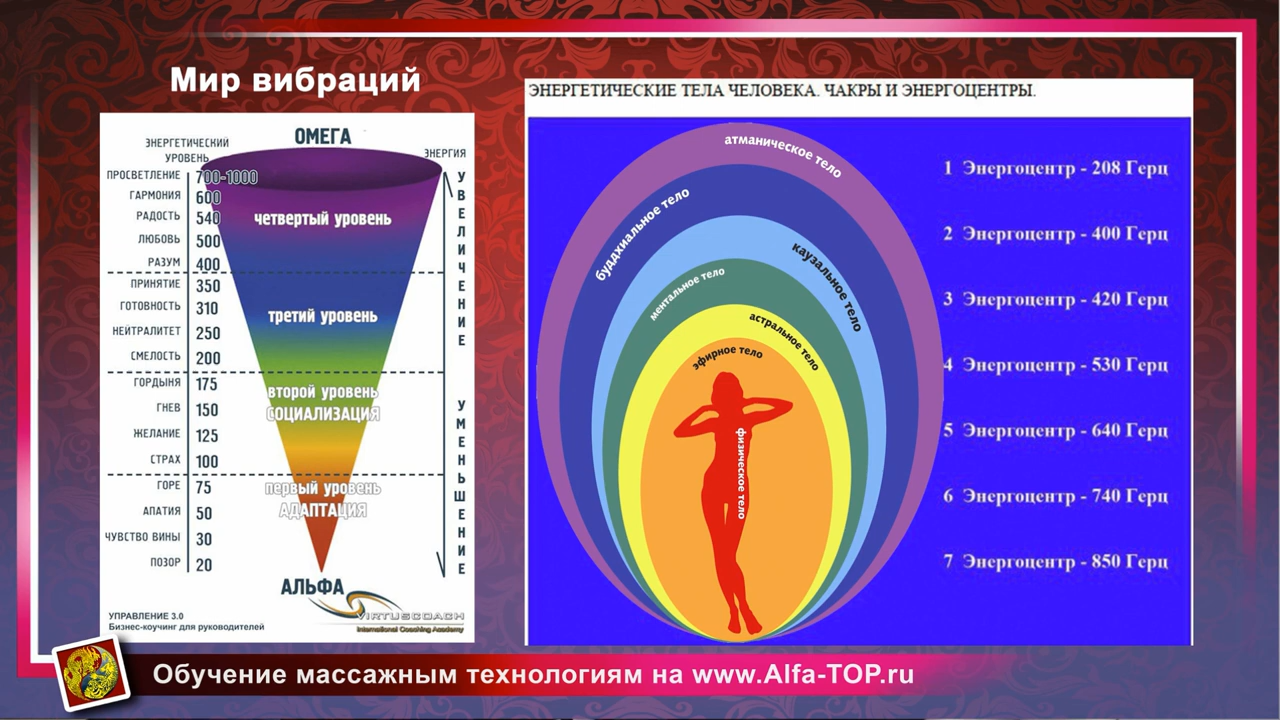 Мир вибраций
ОМЕГА
ЭНЕРГЕТИЧЕСКИЙ
УРОВЕНЬ
ЭНЕРГИЯ
ПРОСВЕТЛЕНИЕ 700-1000
ГАРМОНИЯ 600
РАДОСТЬ 540
ЛЮБОВЬ 500
РАЗУМ 400
ПРИНЯТИЕ 350
ГОТОВНОСТЬ 310
НЕЙТРАЛИТЕТ 250
СМЕЛОСТЬ 200
ГОРДЫНЯ 175
ГНЕВ 150
ЖЕЛАНИЕ 125
СТРАХ 100
ГОРЕ 75
АПАТИЯ 50
ЧУВСТВО ВИНЫ 30
ПОЗОР 20
четвертый уровень
третий уровень
второй уровень
СОЦИАЛИЗАЦИЯ
первый уровень
АДАПТАЦИЯ
УВЕЛИЧЕНИЕ
УМЕНЬШЕНИЕ
АЛЬФА
VIRTUSCOACH
International Coaching Academy
УПРАВЛЕНИЕ 3.0
Бизнес-коучинг для руководителей
ЭНЕРГЕТИЧЕСКИЕ ТЕЛА ЧЕЛОВЕКА. ЧАКРЫ И ЭНЕРГОЦЕНТРЫ.
атманическое тело
буддхиальное тело
каузальное тело
ментальное тело
астральное тело
эфирное тело
физическое тело
1 Энергоцентр - 208 Герц
2 Энергоцентр - 400 Герц
3 Энергоцентр - 420 Герц
4 Энергоцентр - 530 Герц
5 Энергоцентр - 640 Герц
6 Энергоцентр - 740 Герц
7 Энергоцентр - 850 Герц
Обучение массажным технологиям на www.Alfa-TOP.ru